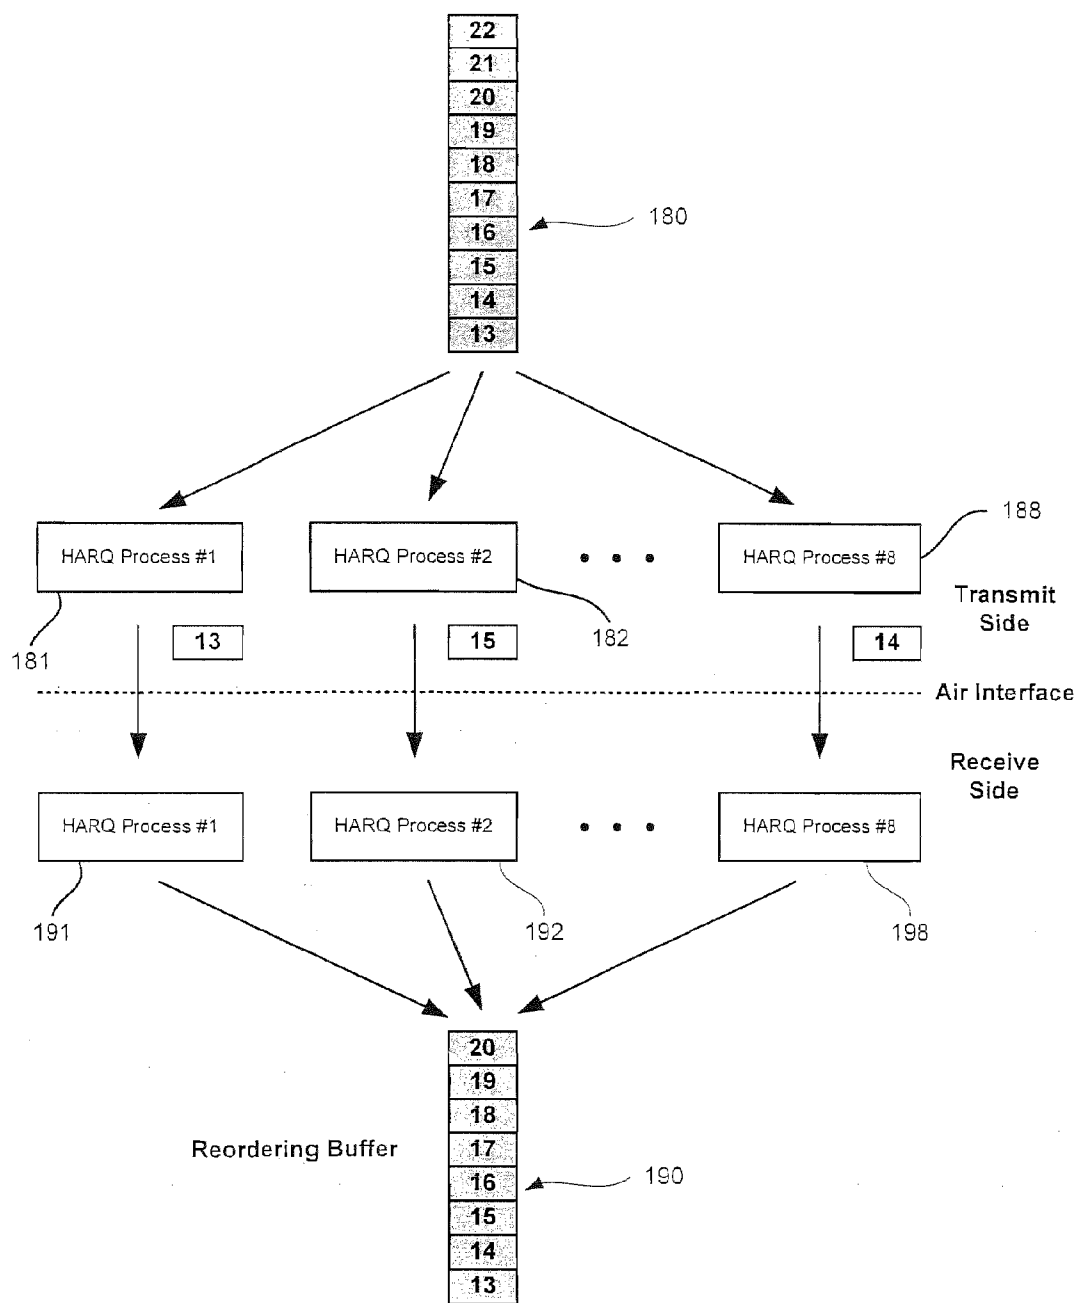 22
21
20
19
18
17
16
15
14
13
180
HARQ Process #1
HARQ Process #2
HARQ Process #8
188
181
182
Transmit
Side
13
15
14
Air Interface
Receive
Side
HARQ Process #1
HARQ Process #2
HARQ Process #8
191
192
198
20
19
18
17
16
15
14
13
Reordering Buffer
190